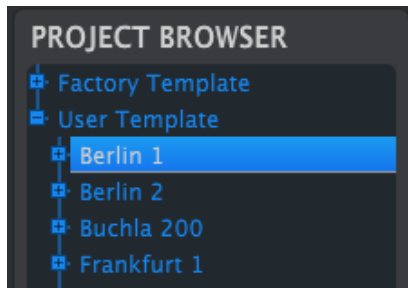 PROJECT BROWSER
Factory Template
User Template
Berlin 1
Berlin 2
Buchla 200
Frankfurt 1